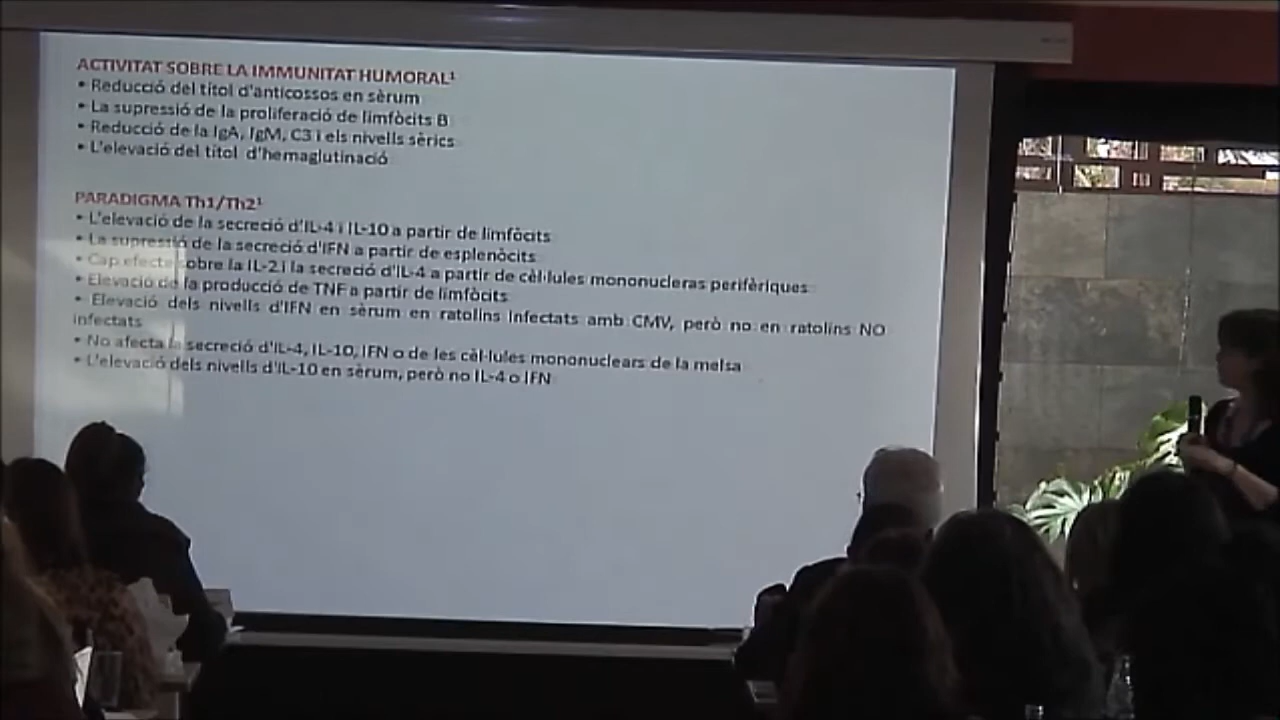 ACTIVITAT SOBRE LA IMMUNITAT HUMORAL¹
• Reducció del títol d'anticossos en sèrum
• La supressió de la proliferació de limfòcits B
• Reducció de la IgA, IgM, C3 i els nivells sèrics
• L'elevació del títol d'hemaglutinació
PARADIGMA Th1/Th2¹
• L'elevació de la secreció d'IL-4 i IL-10 a partir de limfòcits
• La supressió de la secreció d'IFN a partir de esplenòcits
• Cap efecte sobre la IL-2 i la secreció d'IL-4 a partir de cèl·lules mononucleras perifèriques
• Elevació de la producció de TNF a partir de limfòcits
• Elevació dels nivells d'IFN en sèrum en ratolins infectats amb CMV, però no en ratolins NO
infectats
• No afecta la secreció d'IL-4, IL-10, IFN o de les cèl·lules mononuclears de la melsa
• L'elevació dels nivells d'IL-10 en sèrum, però no IL-4 o IFN